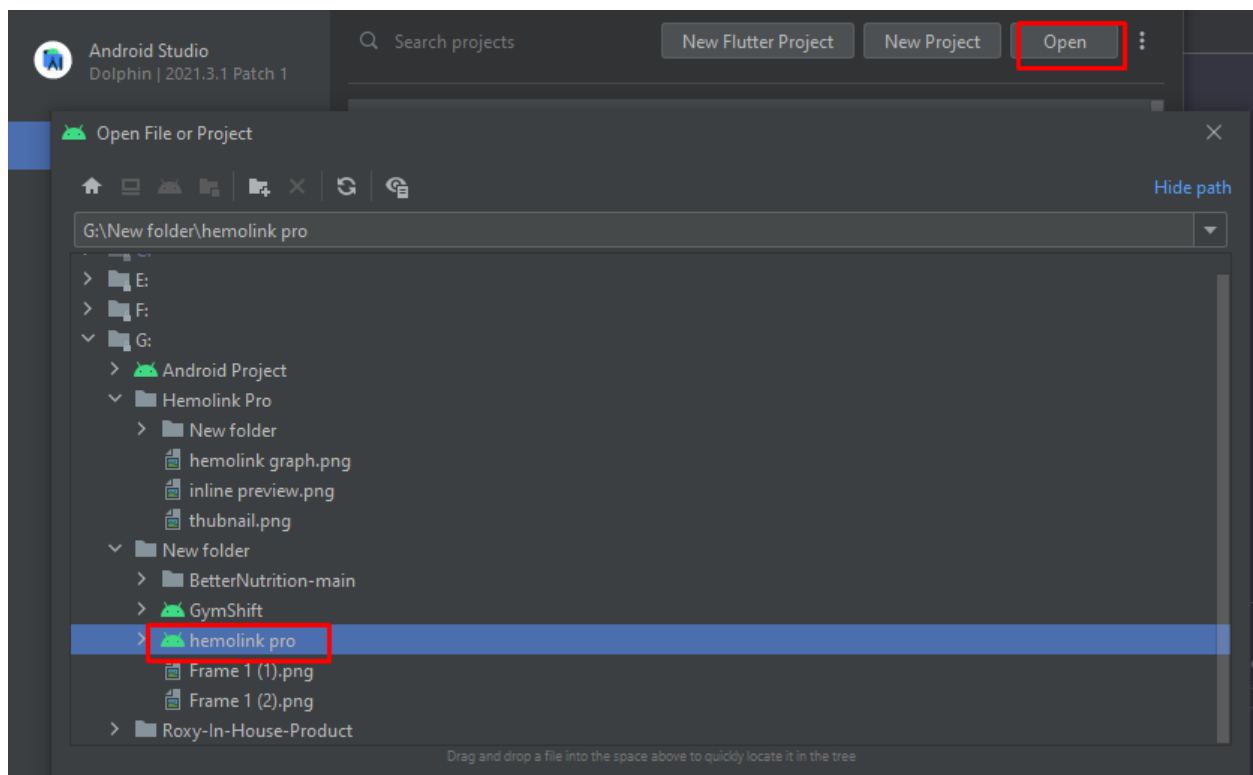 Android Studio
Dolphin | 2021.3.1 Patch 1
Search projects
New Flutter Project
New Project
Open
Open File or Project
Hide path
G:\New folder\hemolink pro
E:
F:
G:
Android Project
Hemolink Pro
New folder
hemolink graph.png
inline preview.png
thubnail.png
New folder
BetterNutrition-main
GymShift
hemolink pro
Frame 1 (1).png
Frame 1 (2).png
Roxy-In-House-Product
Drag and drop a file into the space above to quickly locate it in the tree